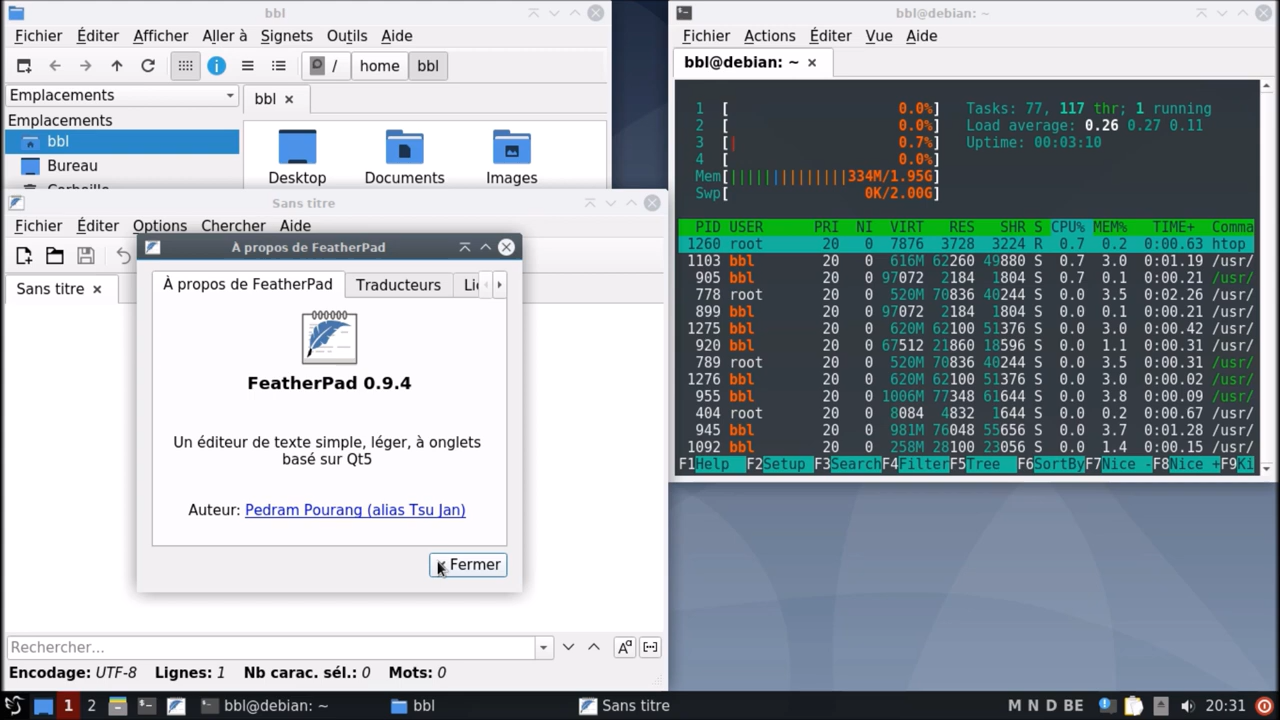 bbl
Fichier Éditer Afficher Aller à Signets Outils Aide
/ home bbl
Emplacements
bbl
Emplacements
bbl
Bureau
Desktop Documents Images
Sans titre
Fichier Éditer Options Chercher Aide
Sans titre
À propos de FeatherPad
À propos de FeatherPad Traducteurs
FeatherPad 0.9.4
Un éditeur de texte simple, léger, à onglets
basé sur Qt5
Auteur: Pedram Pourang (alias Tsu Jan)
Fermer
Rechercher...
Encodage: UTF-8 Lignes: 1 Nb carac. sél.: 0 Mots: 0
bbl@debian: ~
Fichier Actions Éditer Vue Aide
bbl@debian: ~
1 [ 0.0%] Tasks: 77, 117 thr; 1 running
2 [ 0.0%] Load average: 0.26 0.27 0.11
3 [| 0.7%] Uptime: 00:03:10
4 [ 0.0%]
Mem[||||||||||||||||334M/1.95G]
Swp[ 0K/2.00G]
PID USER PRI NI VIRT RES SHR S CPU% MEM% TIME+ Comma
1260 root 20 0 7876 3728 3224 R 0.7 0.2 0:00.63 htop
1103 bbl 20 0 616M 62260 49880 S 0.7 3.0 0:01.19 /usr/
905 bbl 20 0 97072 2184 1804 S 0.7 0.1 0:00.21 /usr/
778 root 20 0 520M 70836 40244 S 0.0 3.5 0:02.26 /usr/
899 bbl 20 0 97072 2184 1804 S 0.0 0.1 0:00.21 /usr/
1275 bbl 20 0 620M 62100 51376 S 0.0 3.0 0:00.42 /usr/
920 bbl 20 0 67512 21860 18596 S 0.0 1.1 0:00.31 /usr/
789 root 20 0 520M 70836 40244 S 0.0 3.5 0:00.31 /usr/
1276 bbl 20 0 620M 62100 51376 S 0.0 3.0 0:00.02 /usr/
955 bbl 20 0 1006M 77348 61644 S 0.0 3.8 0:00.09 /usr/
404 root 20 0 8084 4832 1644 S 0.0 0.2 0:00.67 /usr/
945 bbl 20 0 981M 76048 55656 S 0.0 3.7 0:01.28 /usr/
1092 bbl 20 0 258M 28100 23056 S 0.0 1.4 0:00.15 /usr/
F1Help F2Setup F3SearchF4FilterF5Tree F6SortByF7Nice -F8Nice +F9Ki
1 2 bbl@debian: ~ bbl Sans titre M N D BE 20:31